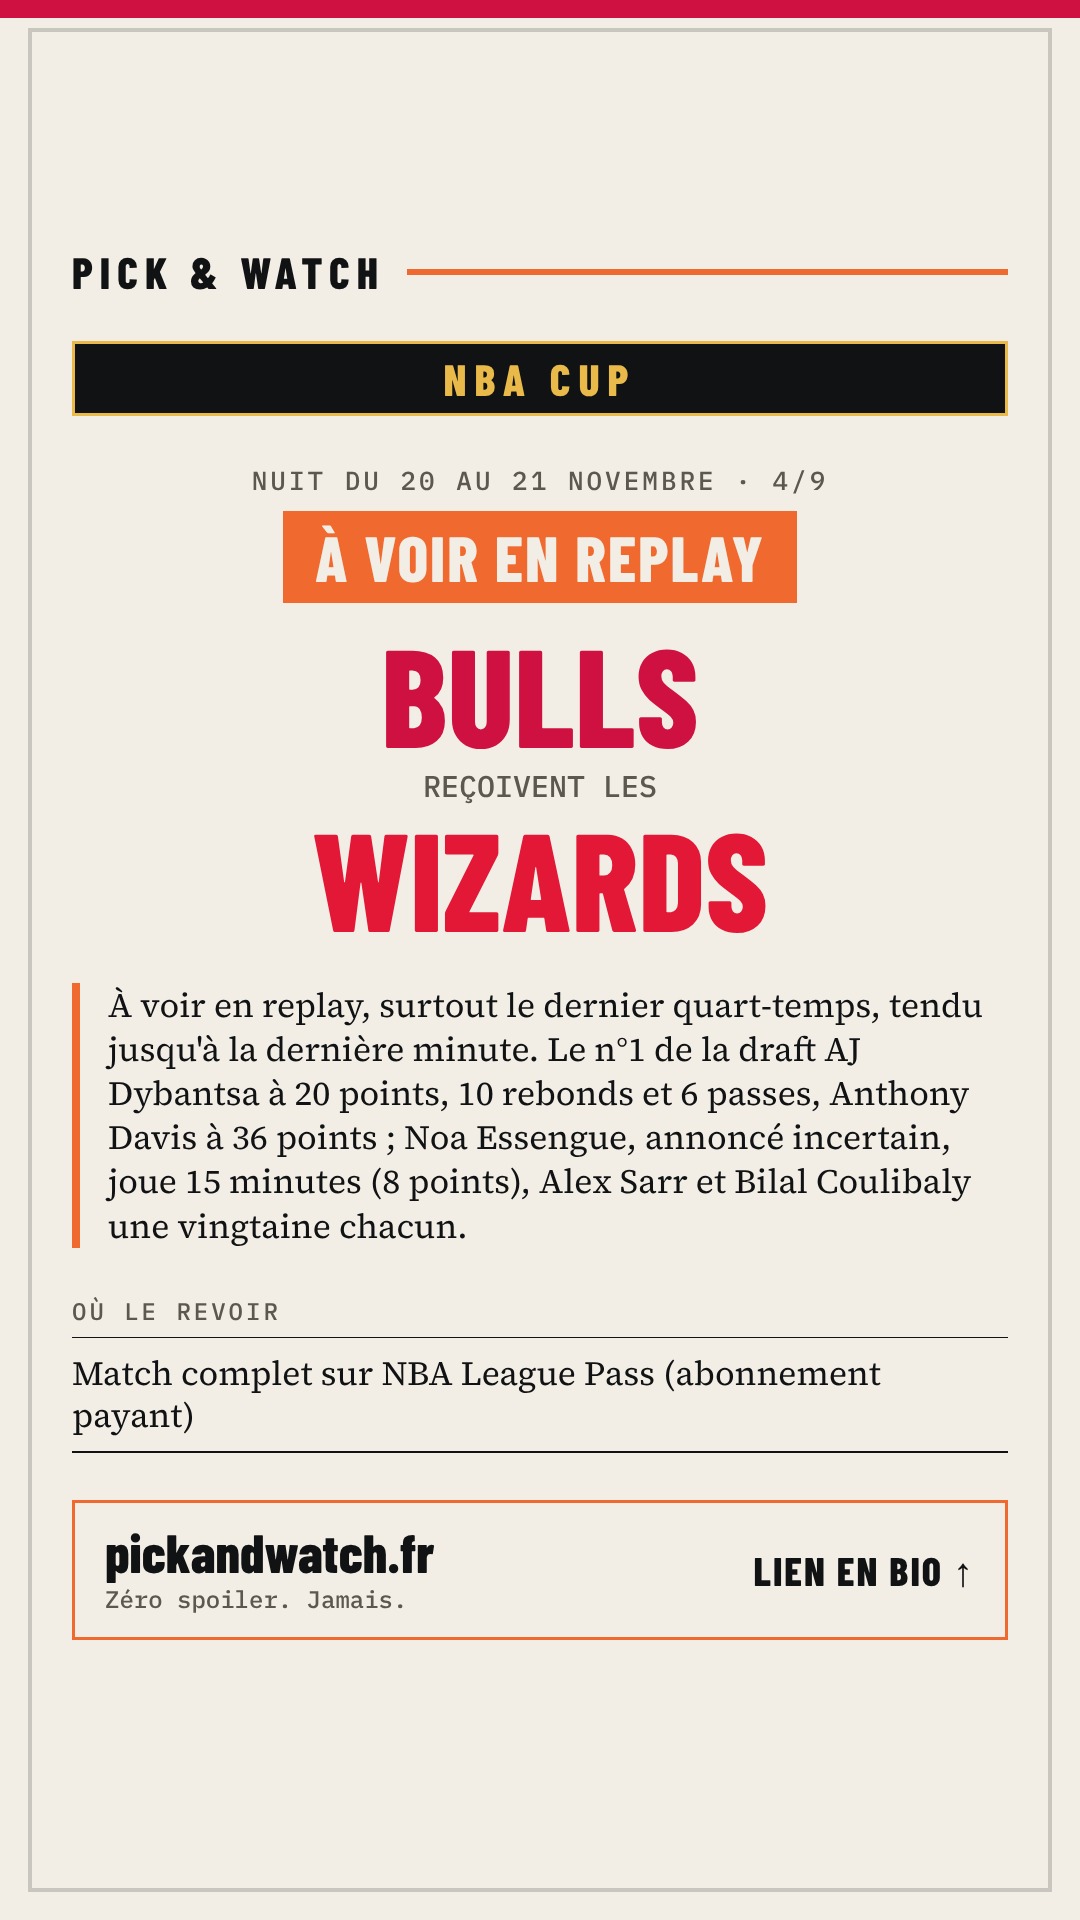 PICK & WATCH
NBA CUP
NUIT DU 20 AU 21 NOVEMBRE · 4/9
À VOIR EN REPLAY
BULLS
REÇOIVENT LES
WIZARDS
À voir en replay, surtout le dernier quart-temps, tendu
jusqu'à la dernière minute. Le n°1 de la draft AJ
Dybantsa à 20 points, 10 rebonds et 6 passes, Anthony
Davis à 36 points ; Noa Essengue, annoncé incertain,
joue 15 minutes (8 points), Alex Sarr et Bilal Coulibaly
une vingtaine chacun.
OÙ LE REVOIR
Match complet sur NBA League Pass (abonnement
payant)
pickandwatch.fr
Zéro spoiler. Jamais.
LIEN EN BIO ↑